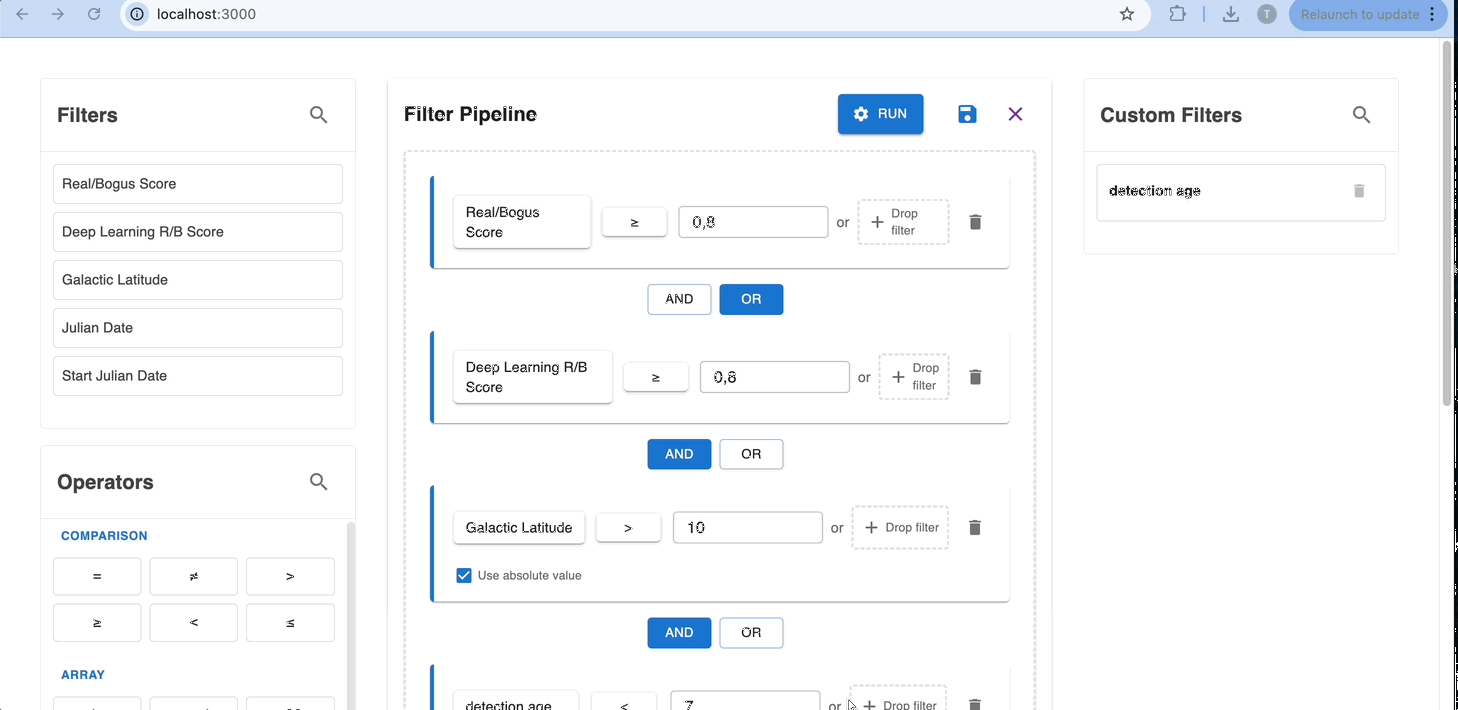 localhost:3000
T
Relaunch to update
Filters
Real/Bogus Score
Deep Learning R/B Score
Galactic Latitude
Julian Date
Start Julian Date
Operators
COMPARISON
= ≠ >
≥ < ≤
ARRAY
Filter Pipeline
RUN
Real/Bogus
Score
≥
0,8
or
+ Drop
filter
AND OR
Deep Learning R/B
Score
≥
0,8
or
+ Drop
filter
AND OR
Galactic Latitude
>
10
or
+ Drop filter
Use absolute value
AND OR
detection age
<
7
or
+ Drop filter
Custom Filters
detection age